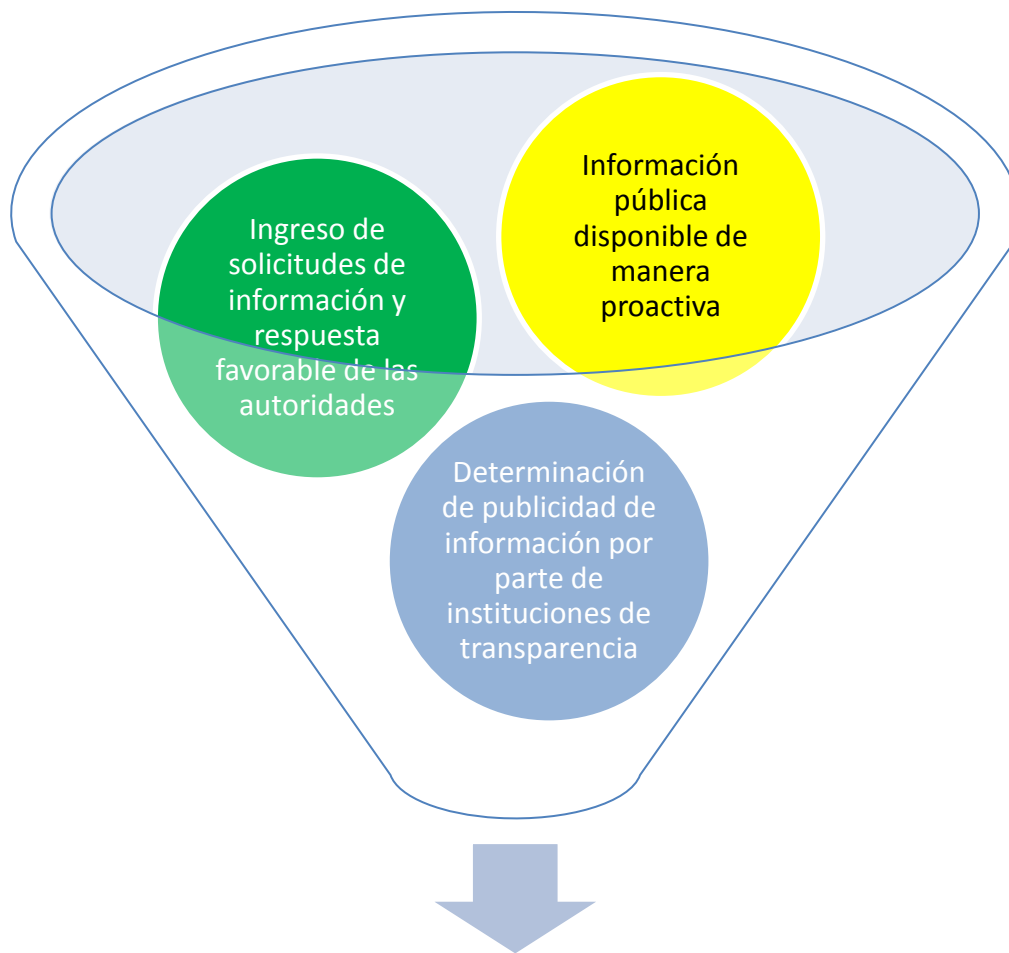 Ingreso de
solicitudes de
información y
respuesta
favorable de las
autoridades
Información
pública
disponible de
manera
proactiva
Determinación
de publicidad de
información por
parte de
instituciones de
transparencia